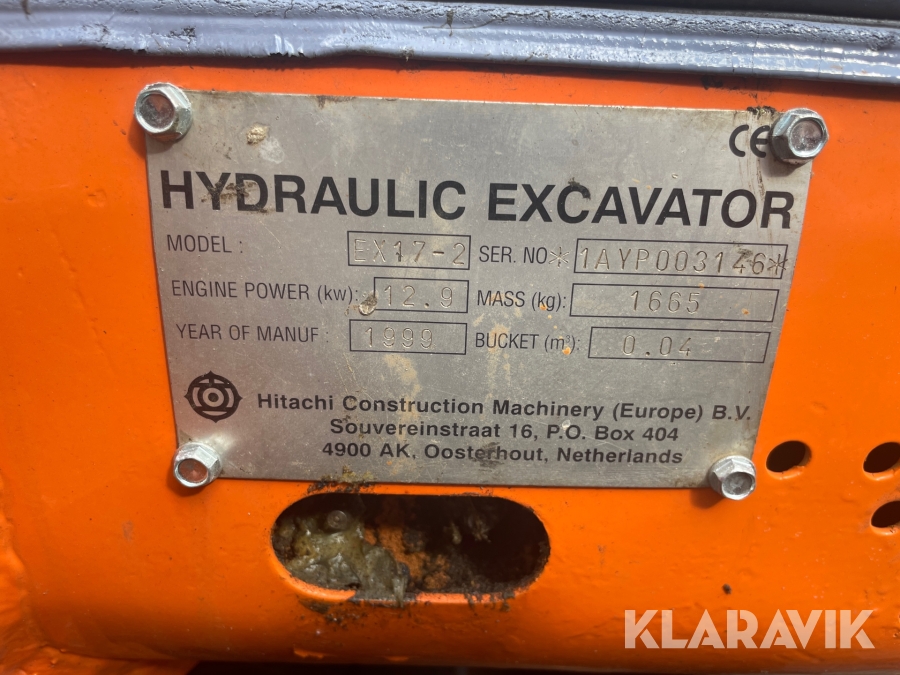 CE
HYDRAULIC EXCAVATOR
MODEL : EX17-2 SER. NO * 1AYP003146*
ENGINE POWER (kw): 12.9 MASS (kg): 1665
YEAR OF MANUF : 1999 BUCKET (m³): 0.04
Hitachi Construction Machinery (Europe) B.V.
Souvereinstraat 16, P.O. Box 404
4900 AK, Oosterhout, Netherlands
KLARAVIK